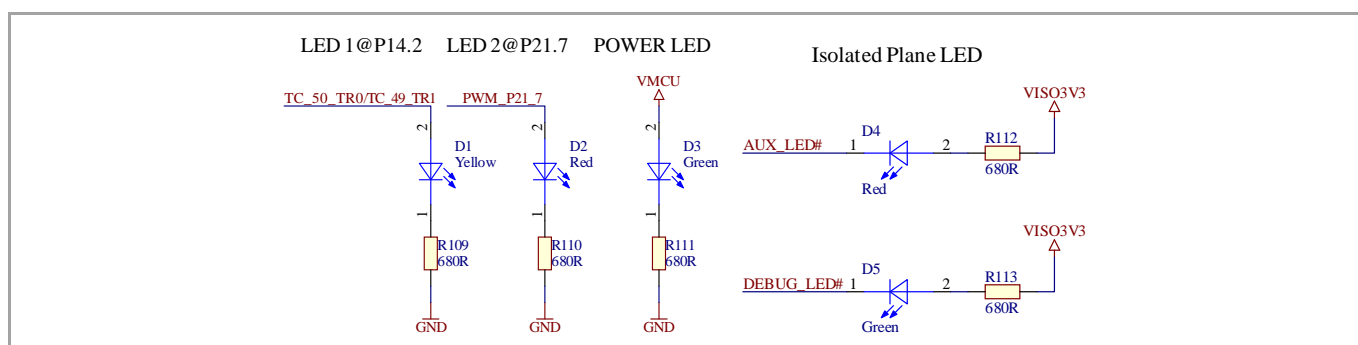 LED 1@P14.2 LED 2@P21.7 POWER LED Isolated Plane LED
TC_50_TR0/TC_49_TR1 PWM_P21_7 VMCU VISO3V3
2 2 2
D1 D2 D3 D4
Yellow Red Green
AUX_LED# 1 2 R112
680R
Red
1 1 1
R109 R110 R111
680R 680R 680R
VISO3V3
D5
DEBUG_LED# 1 2 R113
680R
Green
GND GND GND